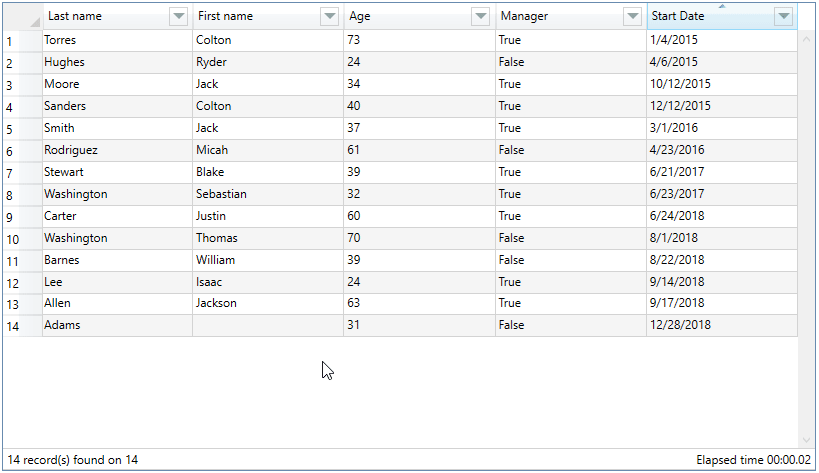 Last name First name Age Manager Start Date
1 Torres Colton 73 True 1/4/2015
2 Hughes Ryder 24 False 4/6/2015
3 Moore Jack 34 True 10/12/2015
4 Sanders Colton 40 True 12/12/2015
5 Smith Jack 37 True 3/1/2016
6 Rodriguez Micah 61 False 4/23/2016
7 Stewart Blake 39 True 6/21/2017
8 Washington Sebastian 32 True 6/23/2017
9 Carter Justin 60 True 6/24/2018
10 Washington Thomas 70 False 8/1/2018
11 Barnes William 39 False 8/22/2018
12 Lee Isaac 24 True 9/14/2018
13 Allen Jackson 63 True 9/17/2018
14 Adams 31 False 12/28/2018
14 record(s) found on 14 Elapsed time 00:00.02